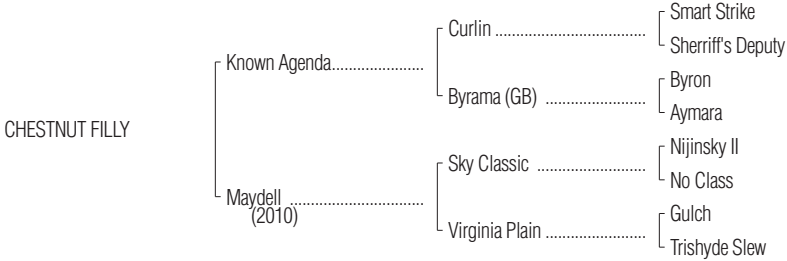 Smart Strike
Curlin ....................................
Sherriff's Deputy
Known Agenda......................
Byron
Byrama (GB) ........................
Aymara
CHESTNUT FILLY
Nijinsky II
Sky Classic ..........................
No Class
Maydell ................................
(2010)
Gulch
Virginia Plain ........................
Trishyde Slew